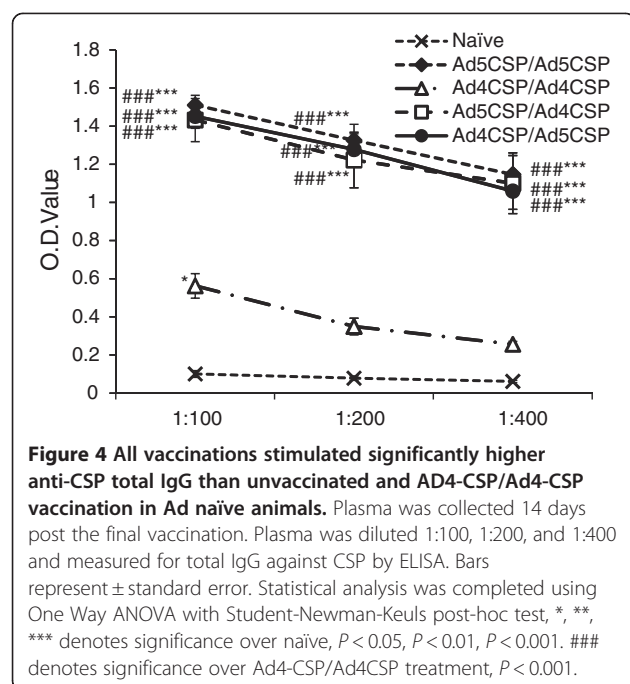 Naïve
Ad5CSP/Ad5CSP
Ad4CSP/Ad4CSP
Ad5CSP/Ad4CSP
Ad4CSP/Ad5CSP
1.8
1.6
1.4
1.2
1
0.8
0.6
0.4
0.2
0
O.D.Value
###***
###***
###***
###***
###***
###***
###***
###***
###***
*
1:100
1:200
1:400
Figure 4 All vaccinations stimulated significantly higher
anti-CSP total IgG than unvaccinated and AD4-CSP/Ad4-CSP
vaccination in Ad naïve animals. Plasma was collected 14 days
post the final vaccination. Plasma was diluted 1:100, 1:200, and 1:400
and measured for total IgG against CSP by ELISA. Bars
represent ± standard error. Statistical analysis was completed using
One Way ANOVA with Student-Newman-Keuls post-hoc test, *, **,
*** denotes significance over naïve, P < 0.05, P < 0.01, P < 0.001. ###
denotes significance over Ad4-CSP/Ad4CSP treatment, P < 0.001.